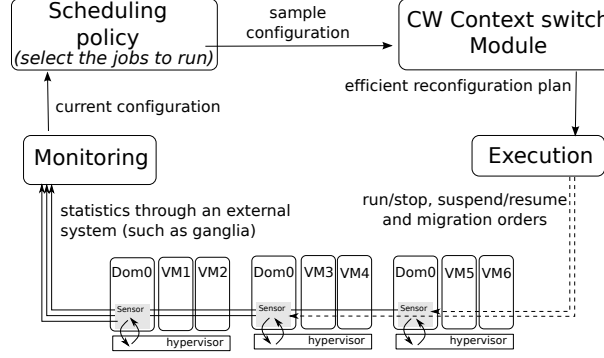 Scheduling
policy
(select the jobs to run)
sample
configuration
CW Context switch
Module
current configuration
efficient reconfiguration plan
Monitoring
Execution
statistics through an external
system (such as ganglia)
run/stop, suspend/resume
and migration orders
Dom0 VM1 VM2 Dom0 VM3 VM4 Dom0 VM5 VM6
Sensor Sensor Sensor
hypervisor hypervisor hypervisor